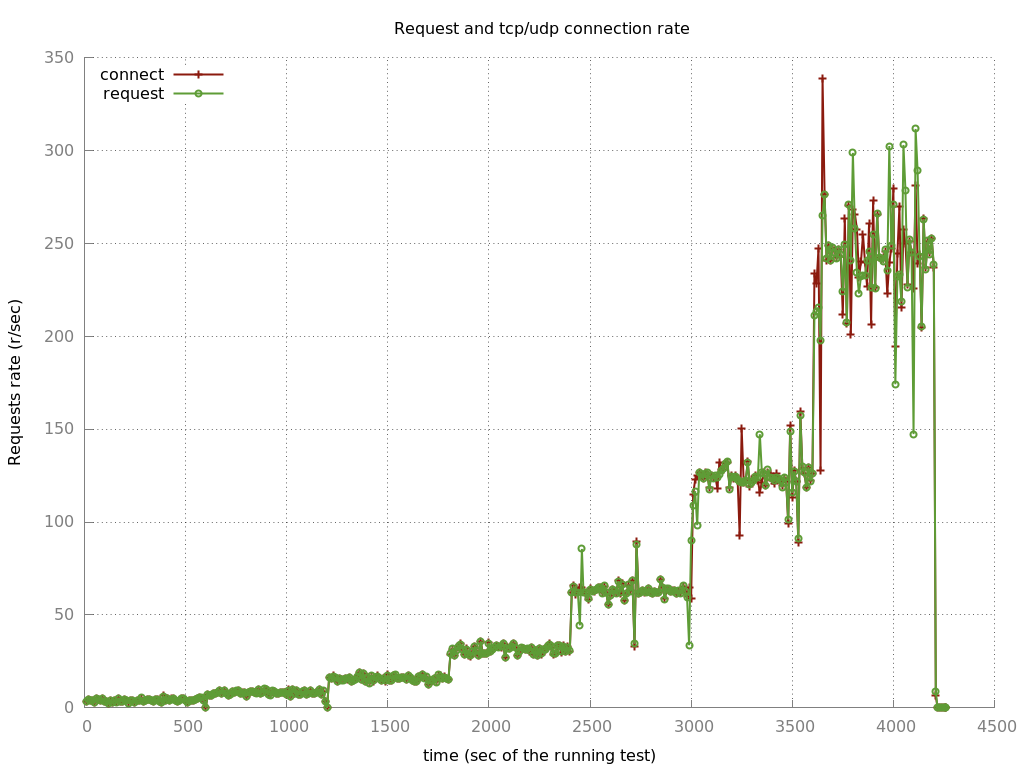 Request and tcp/udp connection rate
350
300
250
200
150
100
50
0
connect
request
Requests rate (r/sec)
0 500 1000 1500 2000 2500 3000 3500 4000 4500
time (sec of the running test)